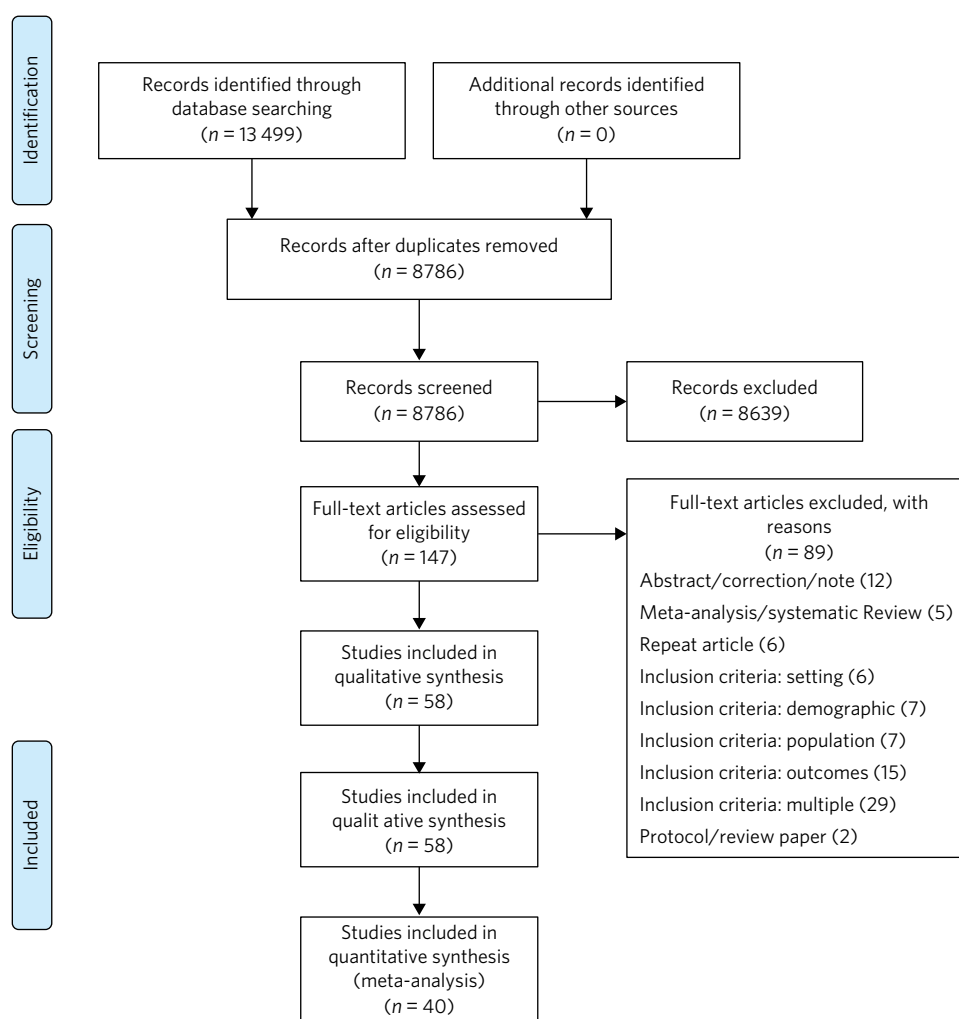 Identification
Records identified through
database searching
(n = 13 499)
Additional records identified
through other sources
(n = 0)
Screening
Records after duplicates removed
(n = 8786)
Records screened
(n = 8786)
Records excluded
(n = 8639)
Eligibility
Full-text articles assessed
for eligibility
(n = 147)
Full-text articles excluded, with
reasons
(n = 89)
Abstract/correction/note (12)
Meta-analysis/systematic Review (5)
Repeat article (6)
Inclusion criteria: setting (6)
Inclusion criteria: demographic (7)
Inclusion criteria: population (7)
Inclusion criteria: outcomes (15)
Inclusion criteria: multiple (29)
Protocol/review paper (2)
Studies included in
qualitative synthesis
(n = 58)
Included
Studies included in
qualit ative synthesis
(n = 58)
Studies included in
quantitative synthesis
(meta-analysis)
(n = 40)